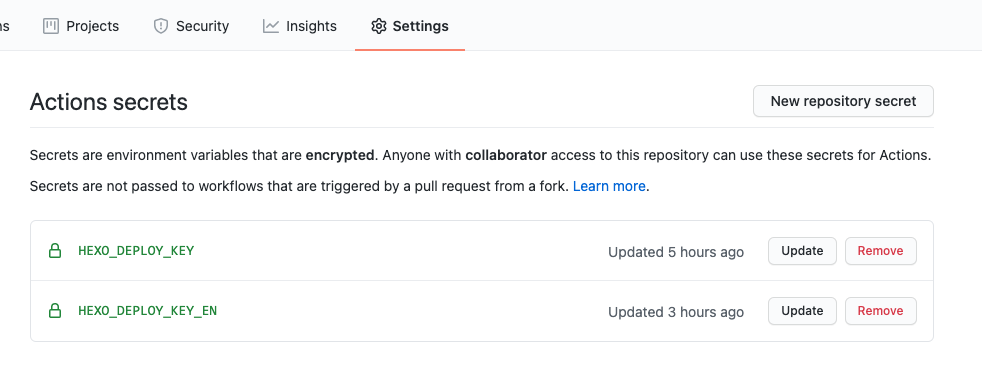 ns Projects Security Insights Settings
Actions secrets New repository secret
Secrets are environment variables that are encrypted. Anyone with collaborator access to this repository can use these secrets for Actions.
Secrets are not passed to workflows that are triggered by a pull request from a fork. Learn more.
HEXO_DEPLOY_KEY Updated 5 hours ago Update Remove
HEXO_DEPLOY_KEY_EN Updated 3 hours ago Update Remove